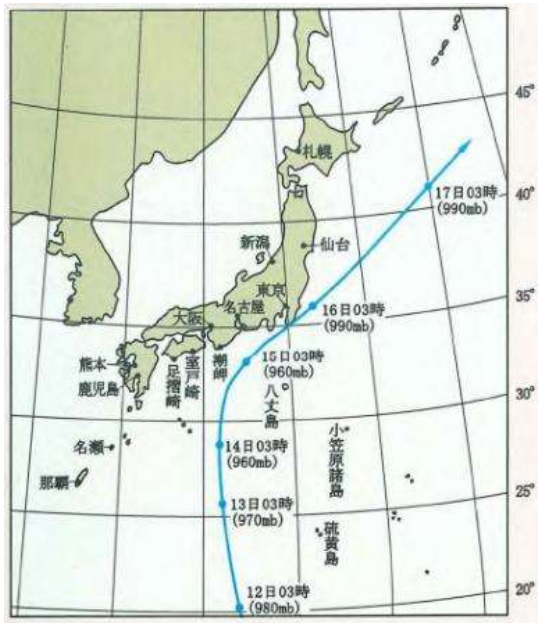 45°
札幌
40°
17日03時
(990mb)
新潟
仙台
東京
35°
大阪
名古屋
16日03時
(990mb)
熊本
鹿児島
足摺崎
室戸崎
潮岬
15日03時
(960mb)
八丈島
30°
名瀬
14日03時
(960mb)
小笠原諸島
那覇
25°
13日03時
(970mb)
硫黄島
12日03時
(980mb)
20°